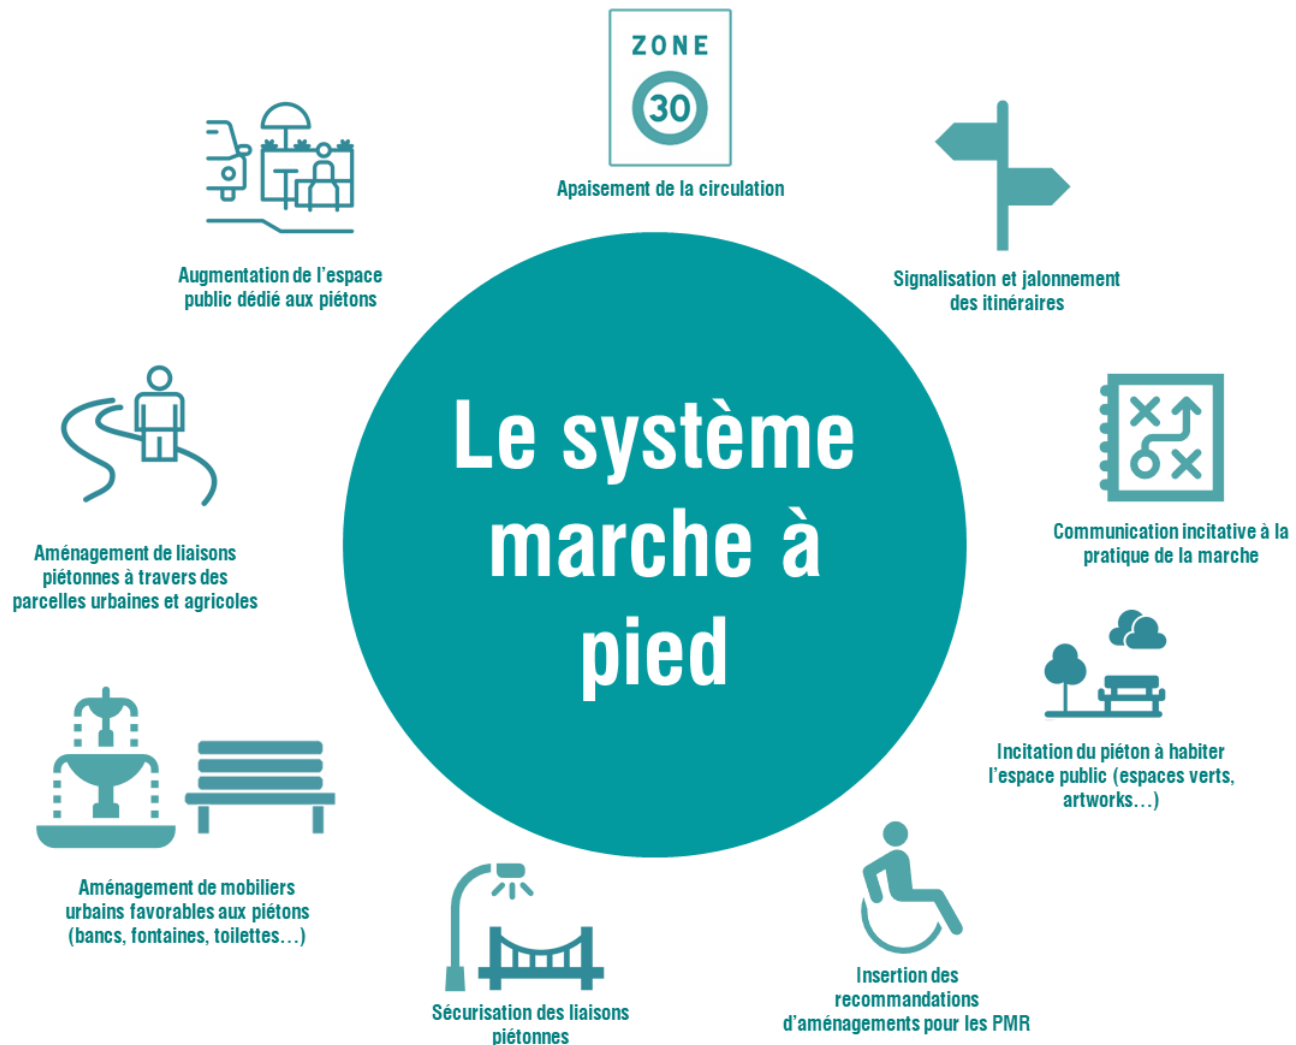 ZONE
30
Apaisement de la circulation
Signalisation et jalonnement
des itinéraires
Communication incitative à la
pratique de la marche
Incitation du piéton à habiter
l'espace public (espaces verts,
artworks...)
Insertion des
recommandations
d'aménagements pour les PMR
Sécurisation des liaisons
piétonnes
Aménagement de mobiliers
urbains favorables aux piétons
(bancs, fontaines, toilettes...)
Aménagement de liaisons
piétonnes à travers des
parcelles urbaines et agricoles
Augmentation de l'espace
public dédié aux piétons
Le système
marche à
pied